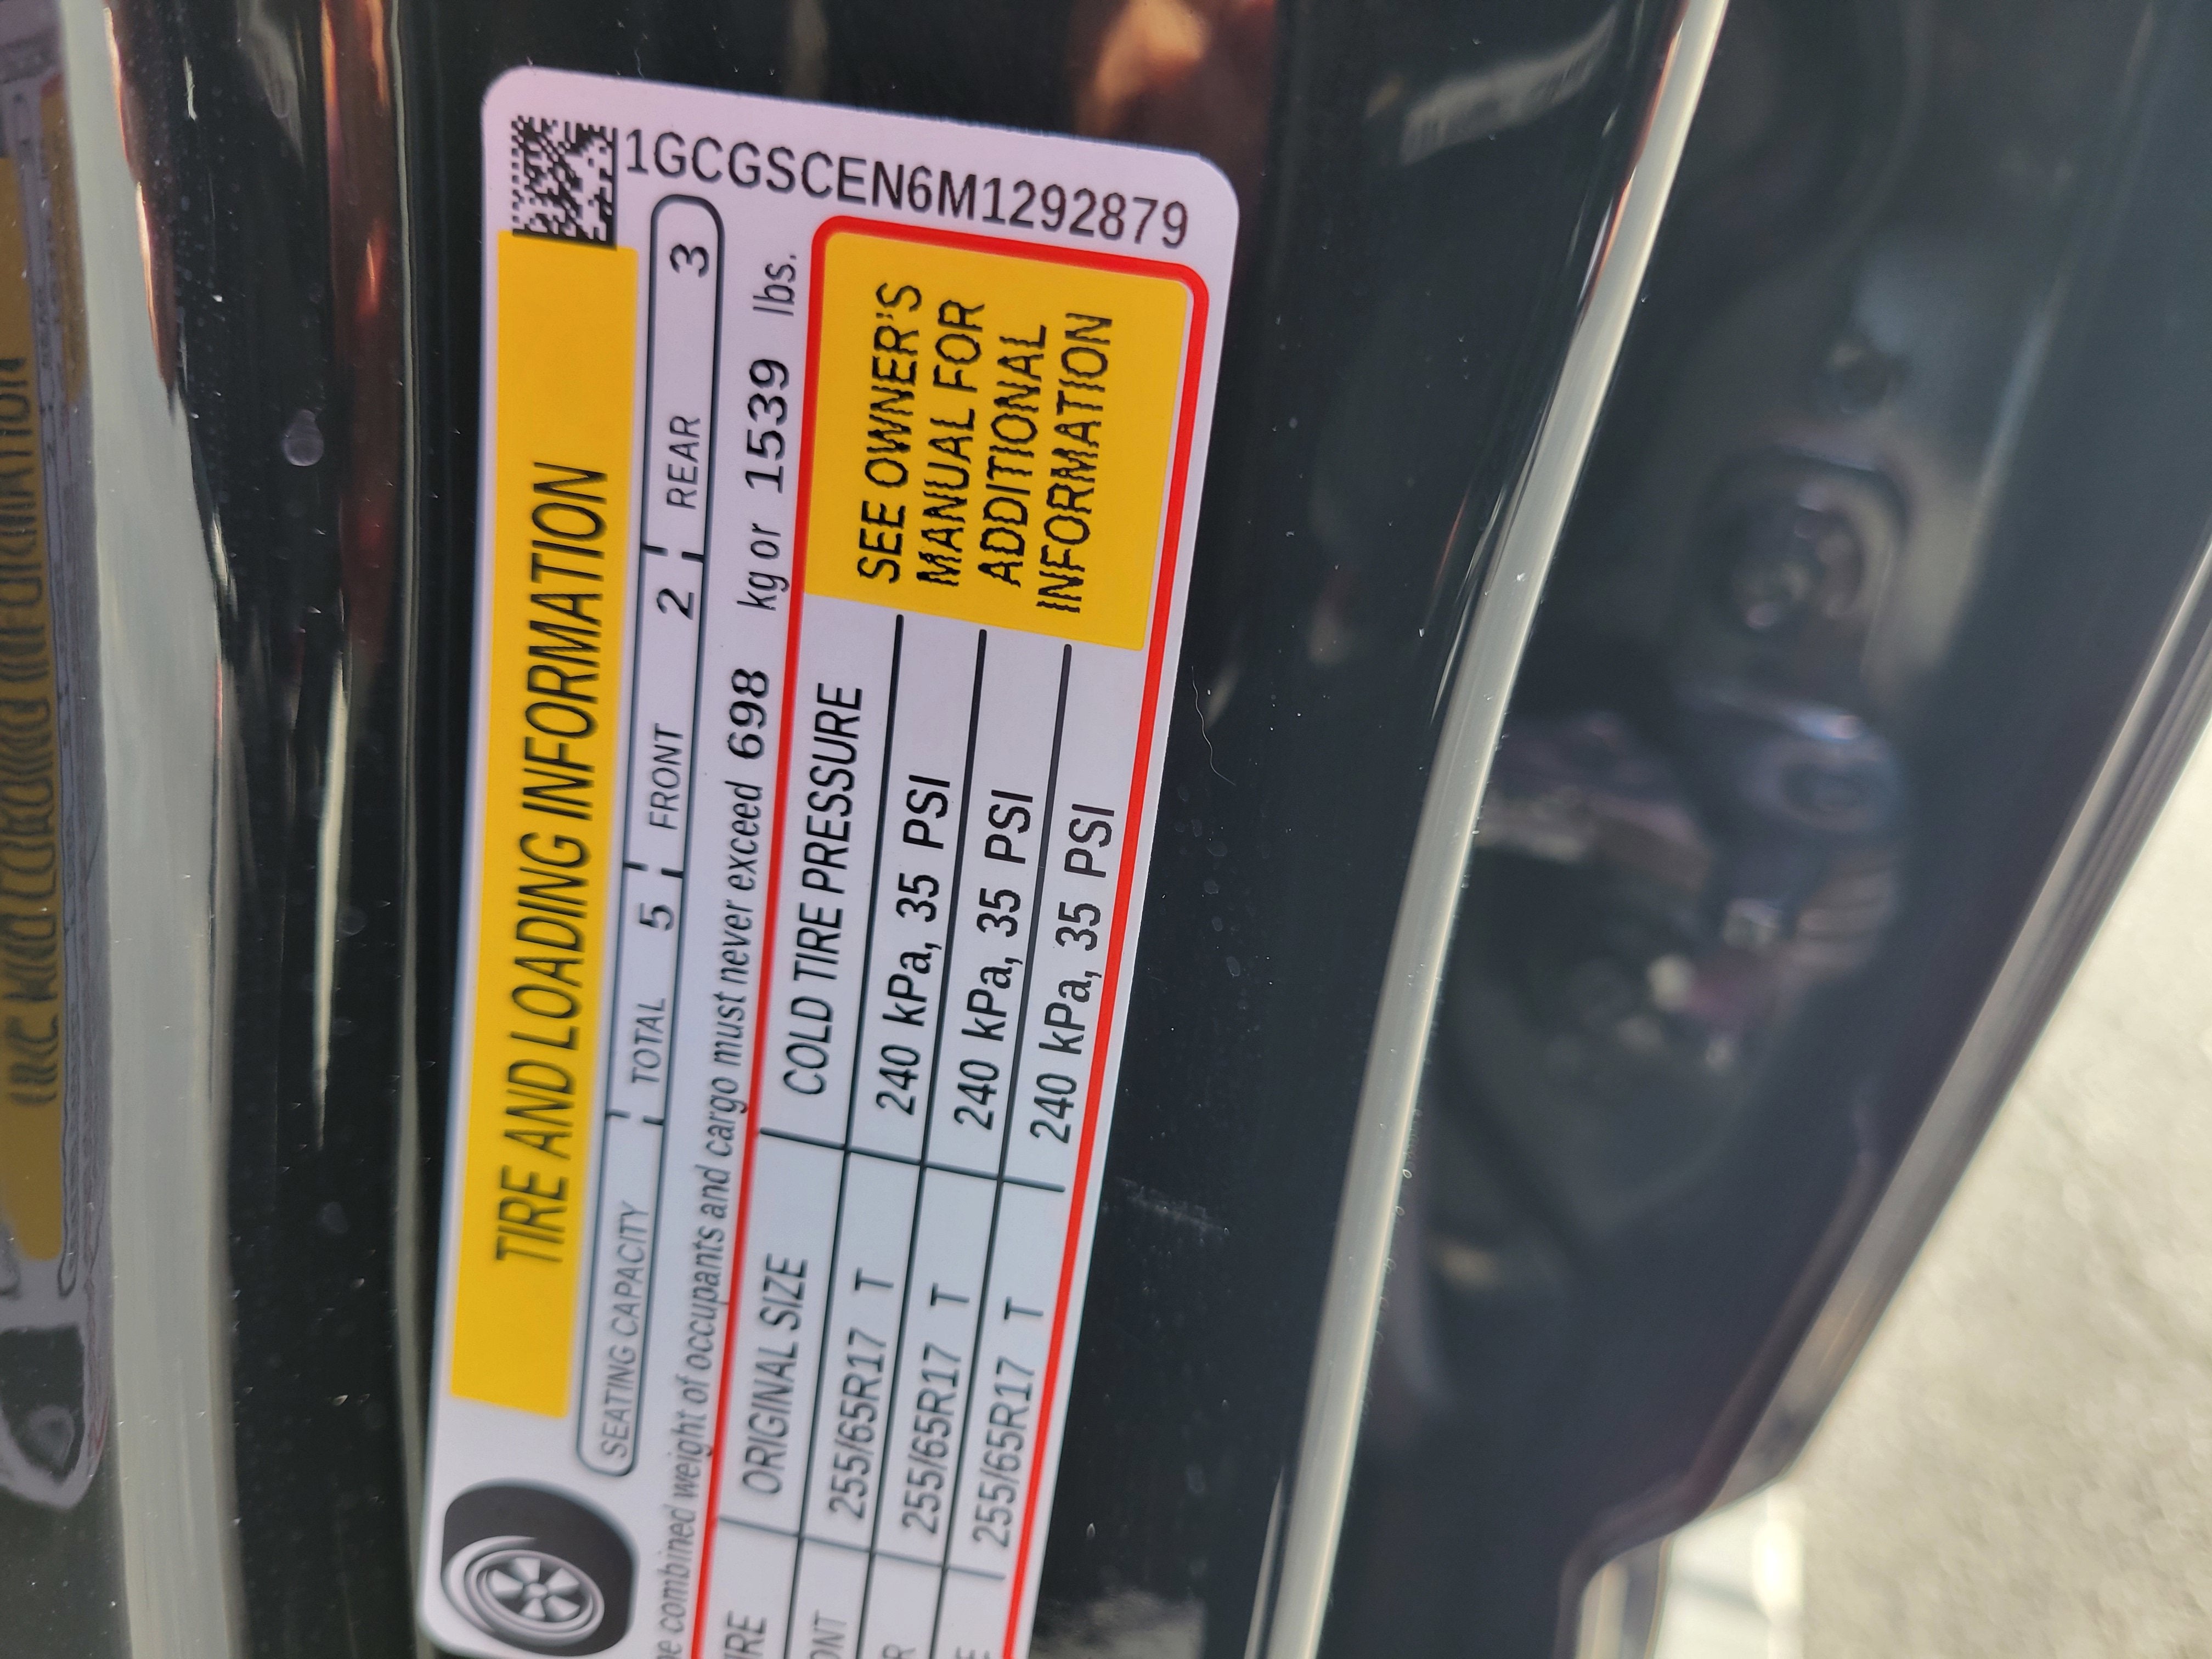 1GCGSCEN6M1292879
TIRE AND LOADING INFORMATION
SEATING CAPACITY TOTAL 5 FRONT 2 REAR 3
combined weight of occupants and cargo must never exceed 698 kg or 1539 lbs.
ORIGINAL SIZE COLD TIRE PRESSURE
255/65R17 T 240 kPa, 35 PSI
255/65R17 T 240 kPa, 35 PSI
255/65R17 T 240 kPa, 35 PSI
SEE OWNER'S
MANUAL FOR
ADDITIONAL
INFORMATION